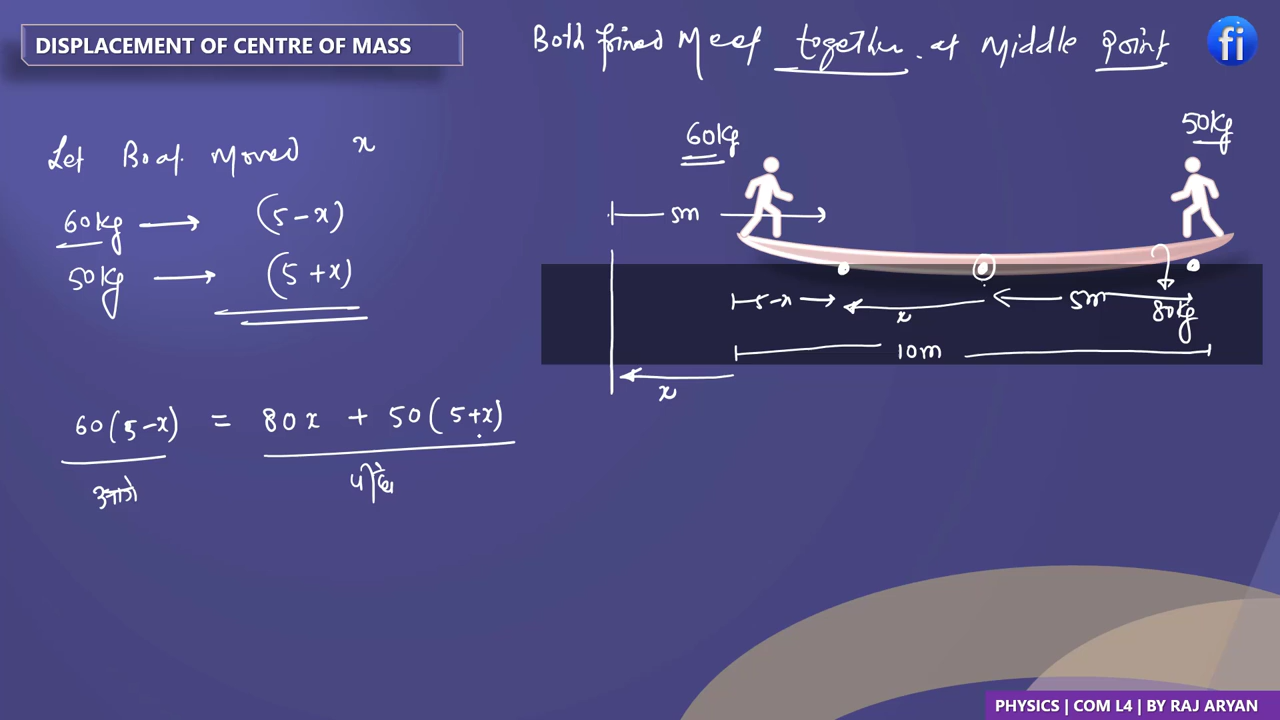 DISPLACEMENT OF CENTRE OF MASS
Both friend Meet together at Middle Point
fi
Let Boat Moved x
60kg → (5-x)
50kg → (5+x)
60(5-x) = 80x + 50(5+x)
आगे पीछे
60kg
50kg
5m
5-x
x
5m
80kg
10m
x
PHYSICS | COM L4 | BY RAJ ARYAN